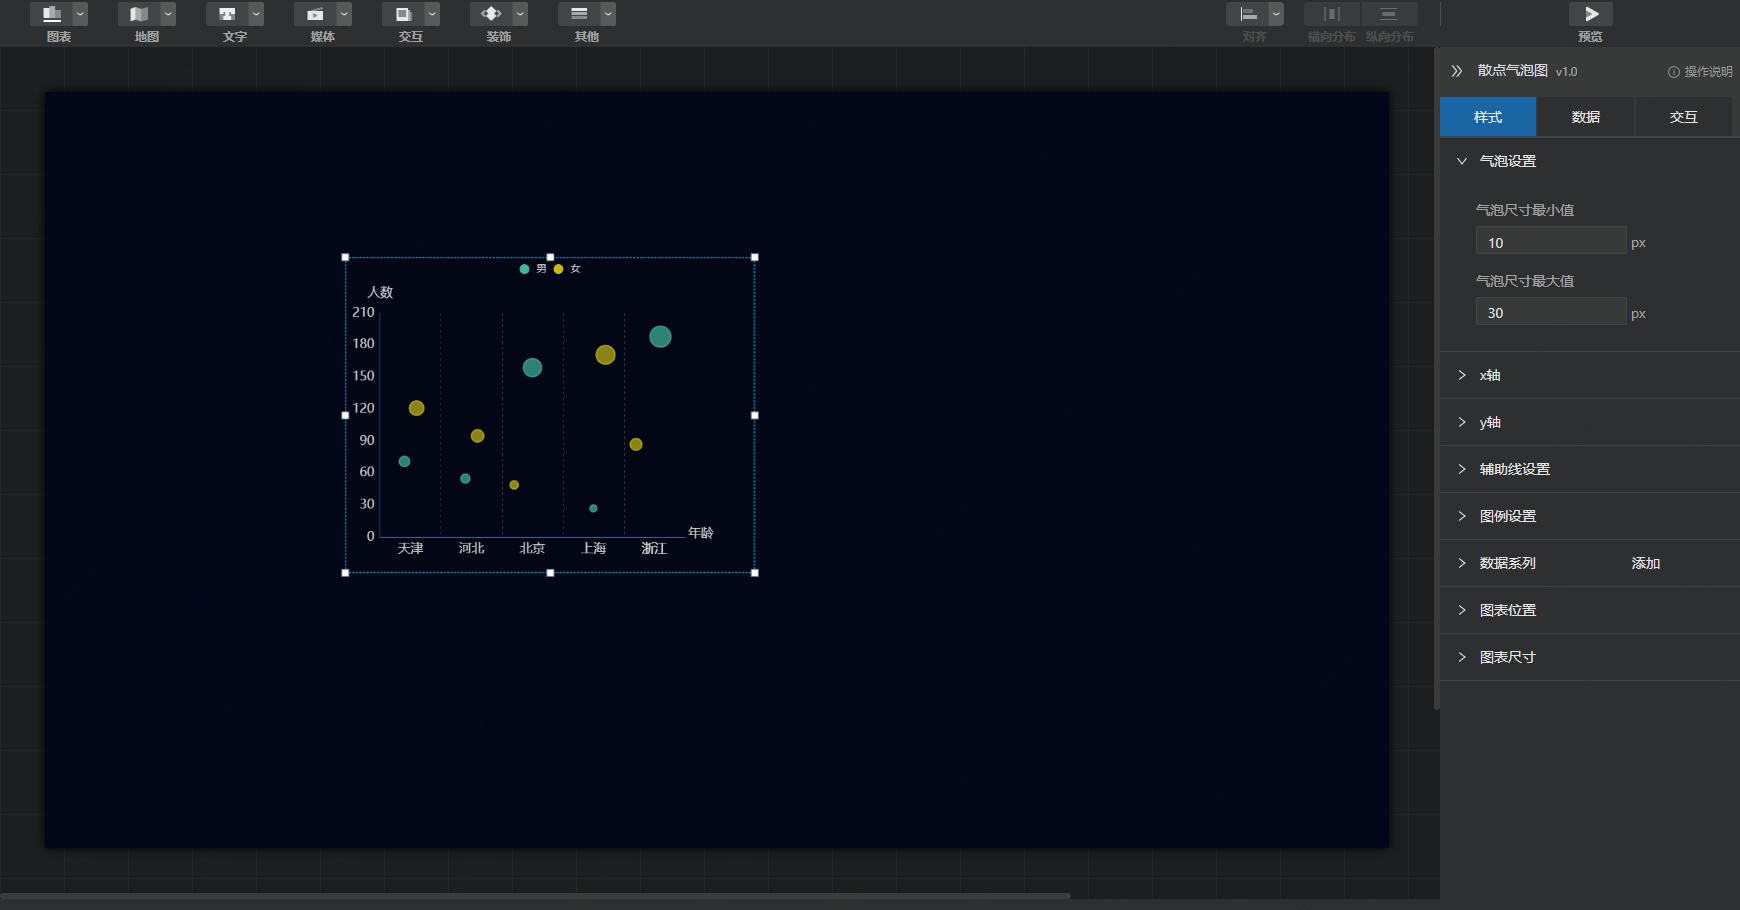 图表 地图 文字 媒体 交互 装饰 其他 对齐 横向分布 纵向分布 预览
散点气泡图 v1.0 操作说明
样式 数据 交互
气泡设置
气泡尺寸最小值
10 px
气泡尺寸最大值
30 px
x轴
y轴
辅助线设置
图例设置
数据系列 添加
图表位置
图表尺寸
男 女
人数
210
180
150
120
90
60
30
0
年龄
天津 河北 北京 上海 浙江